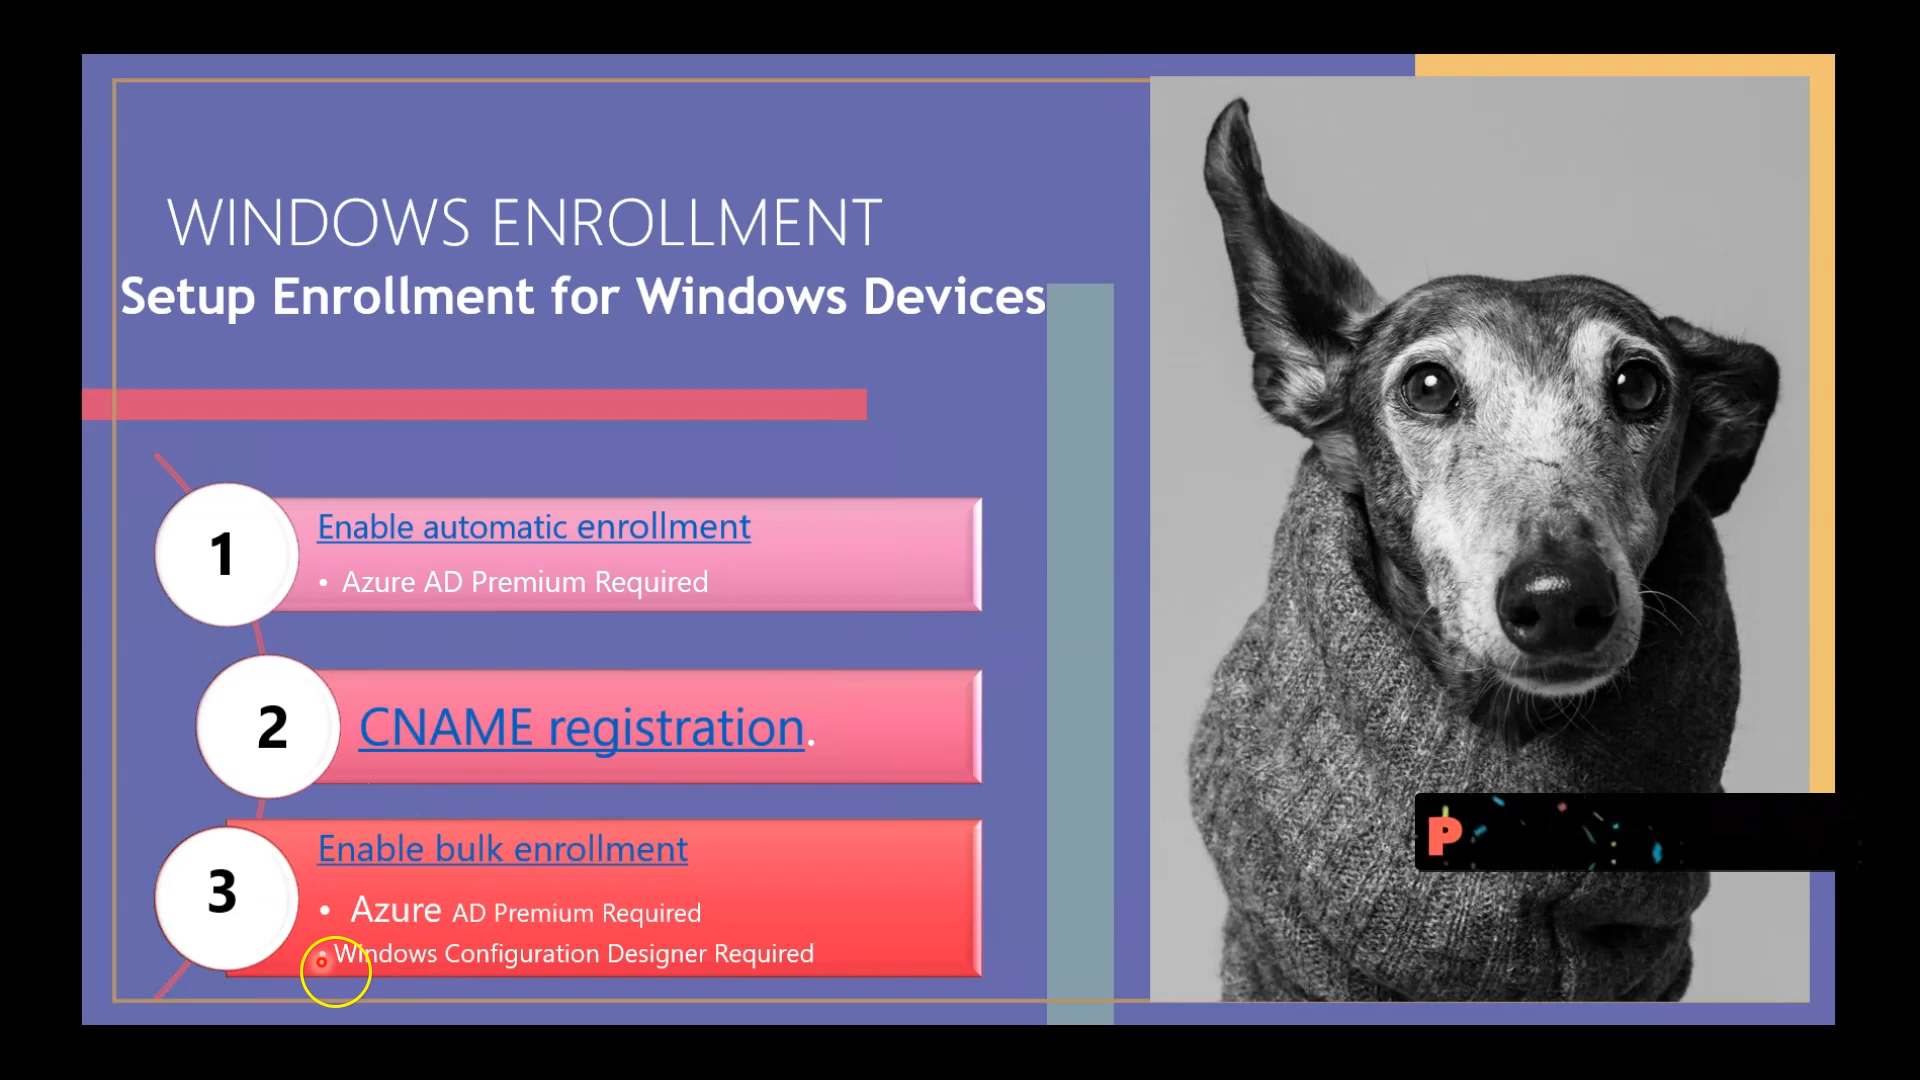 WINDOWS ENROLLMENT
Setup Enrollment for Windows Devices
1
Enable automatic enrollment
• Azure AD Premium Required
2
CNAME registration.
3
Enable bulk enrollment
• Azure AD Premium Required
• Windows Configuration Designer Required
P